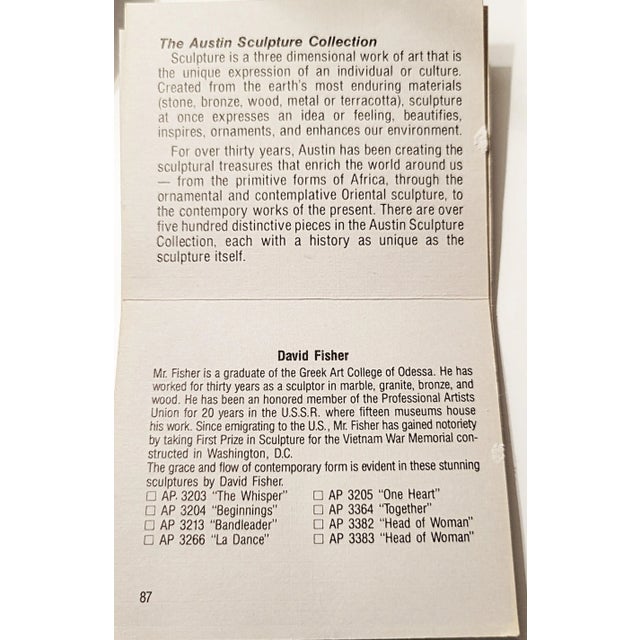 The Austin Sculpture Collection
Sculpture is a three dimensional work of art that is
the unique expression of an individual or culture.
Created from the earth's most enduring materials
(stone, bronze, wood, metal or terracotta), sculpture
at once expresses an idea or feeling, beautifies,
inspires, ornaments, and enhances our environment.
For over thirty years, Austin has been creating the
sculptural treasures that enrich the world around us
— from the primitive forms of Africa, through the
ornamental and contemplative Oriental sculpture, to
the contempory works of the present. There are over
five hundred distinctive pieces in the Austin Sculpture
Collection, each with a history as unique as the
sculpture itself.
David Fisher
Mr. Fisher is a graduate of the Greek Art College of Odessa. He has
worked for thirty years as a sculptor in marble, granite, bronze, and
wood. He has been an honored member of the Professional Artists
Union for 20 years in the U.S.S.R. where fifteen museums house
his work. Since emigrating to the U.S., Mr. Fisher has gained notoriety
by taking First Prize in Sculpture for the Vietnam War Memorial con-
structed in Washington, D.C.
The grace and flow of contemporary form is evident in these stunning
sculptures by David Fisher.
☐ AP 3203 "The Whisper" ☐ AP 3205 "One Heart"
☐ AP 3204 "Beginnings" ☐ AP 3364 "Together"
☐ AP 3213 "Bandleader" ☐ AP 3382 "Head of Woman"
☐ AP 3266 "La Dance" ☐ AP 3383 "Head of Woman"
87